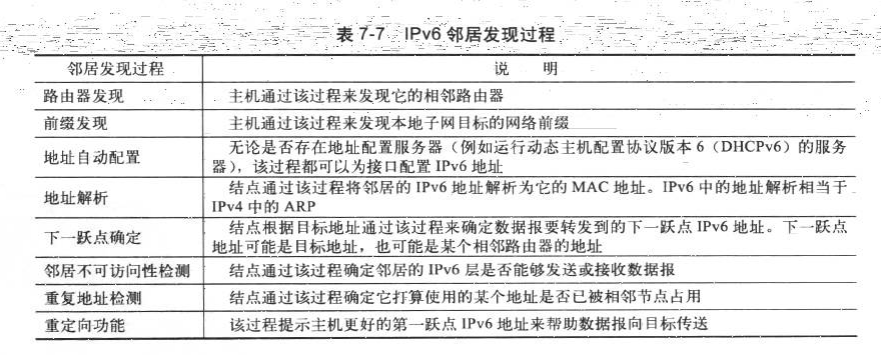 表 7-7 IPv6 邻居发现过程
邻居发现过程 说 明
路由器发现 主机通过该过程来发现它的相邻路由器
前缀发现 主机通过该过程来发现本地子网目标的网络前缀
地址自动配置 无论是否存在地址配置服务器（例如运行动态主机配置协议版本 6（DHCPv6）的服务
器），该过程都可以为接口配置 IPv6 地址
地址解析 结点通过该过程将邻居的 IPv6 地址解析为它的 MAC 地址。IPv6 中的地址解析相当于
IPv4 中的 ARP
下一跃点确定 结点根据目标地址通过该过程来确定数据报要转发到的下一跃点 IPv6 地址。下一跃点
地址可能是目标地址，也可能是某个相邻路由器的地址
邻居不可访问性检测 结点通过该过程确定邻居的 IPv6 层是否能够发送或接收数据报
重复地址检测 结点通过该过程确定它打算使用的某个地址是否已被相邻节点占用
重定向功能 该过程提示主机更好的第一跃点 IPv6 地址来帮助数据报向目标传送